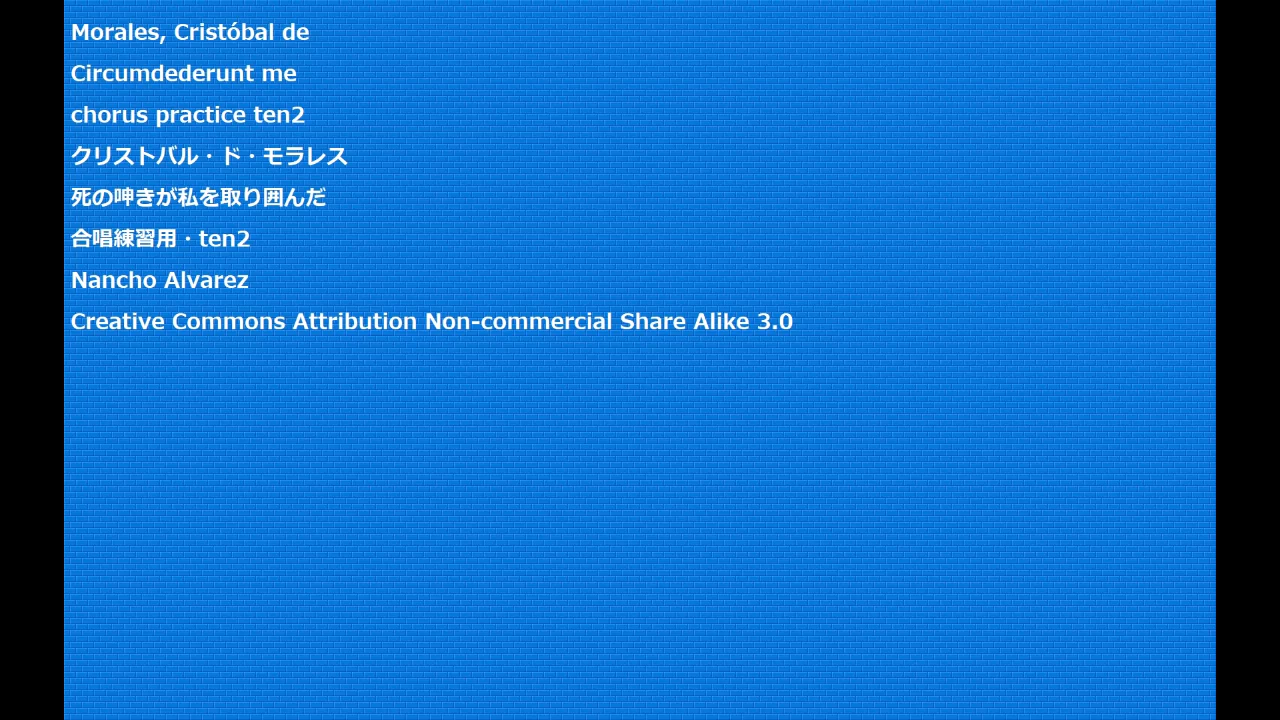 Morales, Cristóbal de
Circumdederunt me
chorus practice ten2
クリストバル・ド・モラレス
死の呻きが私を取り囲んだ
合唱練習用・ten2
Nancho Alvarez
Creative Commons Attribution Non-commercial Share Alike 3.0